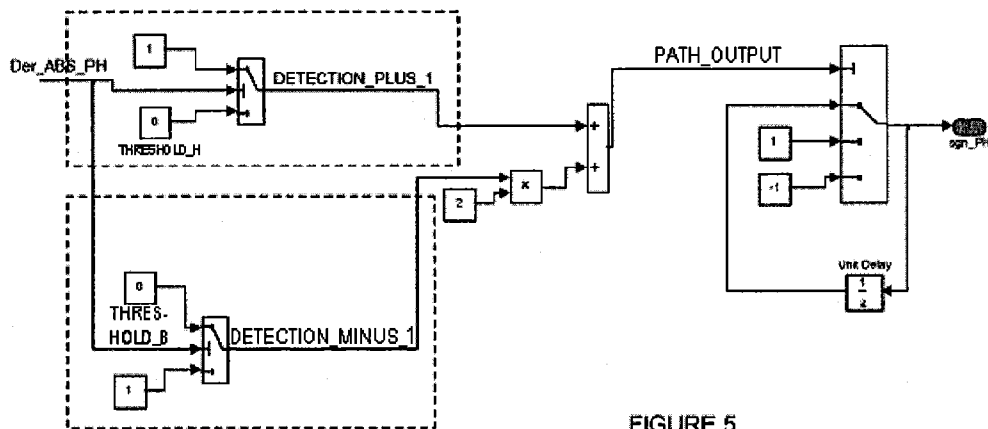 1
Der_ABS_PH
DETECTION_PLUS_1
0
THRESHOLD_H
PATH_OUTPUT
+
+
x
2
1
-1
sgn_PH
Unit Delay
1
z
0
THRES-
HOLD_B
DETECTION_MINUS_1
1
FIGURE 5